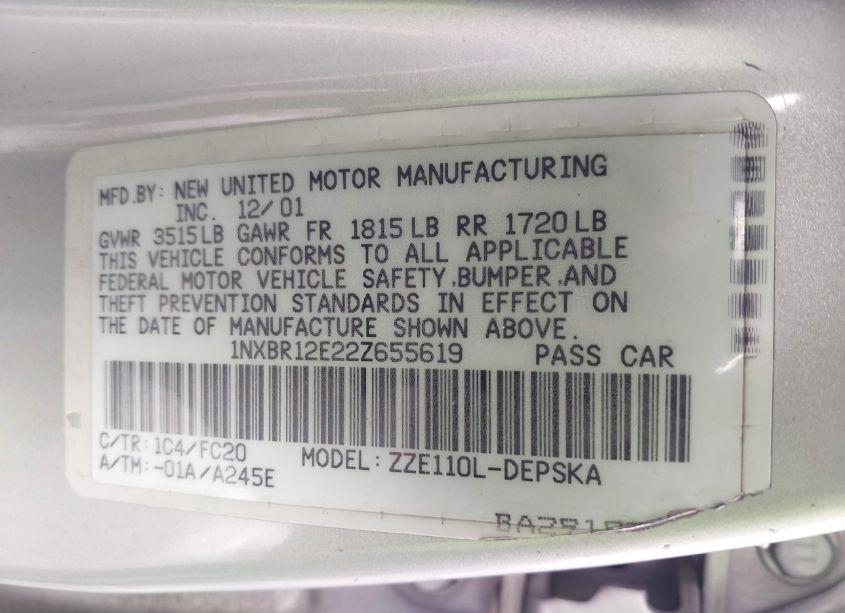 MFD.BY: NEW UNITED MOTOR MANUFACTURING
INC. 12/01
GVWR 3515LB GAWR FR 1815LB RR 1720LB
THIS VEHICLE CONFORMS TO ALL APPLICABLE
FEDERAL MOTOR VEHICLE SAFETY,BUMPER,AND
THEFT PREVENTION STANDARDS IN EFFECT ON
THE DATE OF MANUFACTURE SHOWN ABOVE.
1NXBR12E22Z655619 PASS CAR
C/TR: 1C4/FC20
A/TM:-01A/A245E MODEL: ZZE110L-DEPSKA